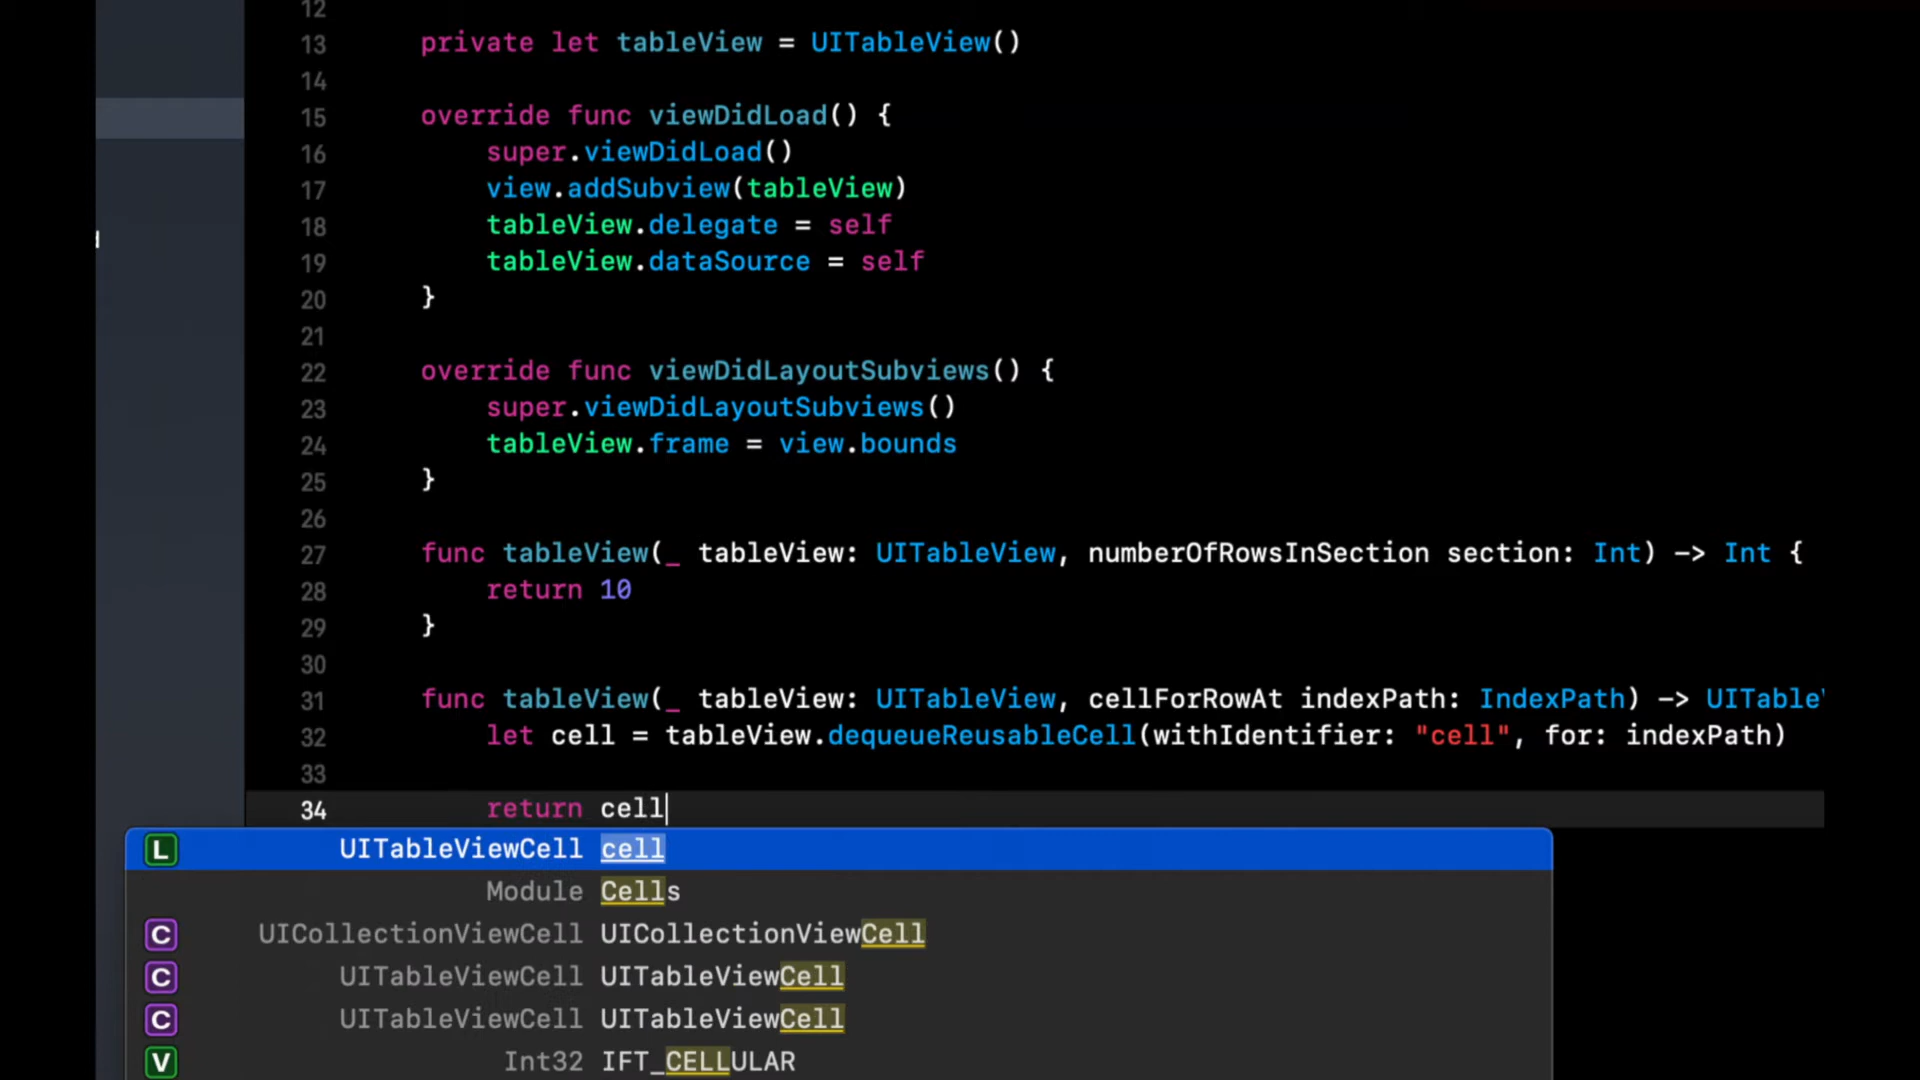 12
13 private let tableView = UITableView()
14
15 override func viewDidLoad() {
16 super.viewDidLoad()
17 view.addSubview(tableView)
18 tableView.delegate = self
19 tableView.dataSource = self
20 }
21
22 override func viewDidLayoutSubviews() {
23 super.viewDidLayoutSubviews()
24 tableView.frame = view.bounds
25 }
26
27 func tableView(_ tableView: UITableView, numberOfRowsInSection section: Int) -> Int {
28 return 10
29 }
30
31 func tableView(_ tableView: UITableView, cellForRowAt indexPath: IndexPath) -> UITable
32 let cell = tableView.dequeueReusableCell(withIdentifier: "cell", for: indexPath)
33
34 return cell
L UITableViewCell cell
Module Cells
C UICollectionViewCell UICollectionViewCell
C UITableViewCell UITableViewCell
C UITableViewCell UITableViewCell
V Int32 IFT_CELLULAR